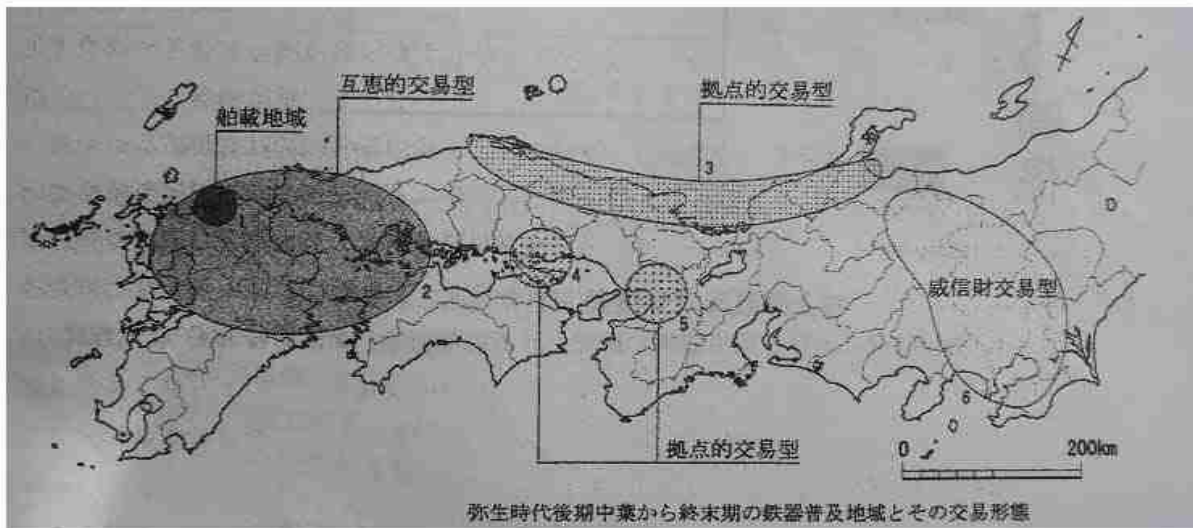 互恵的交易型
拠点的交易型
舶載地域
3
1
4
2
5
威信財交易型
6
拠点的交易型
0 200km
弥生時代後期中葉から終末期の鉄器普及地域とその交易形態